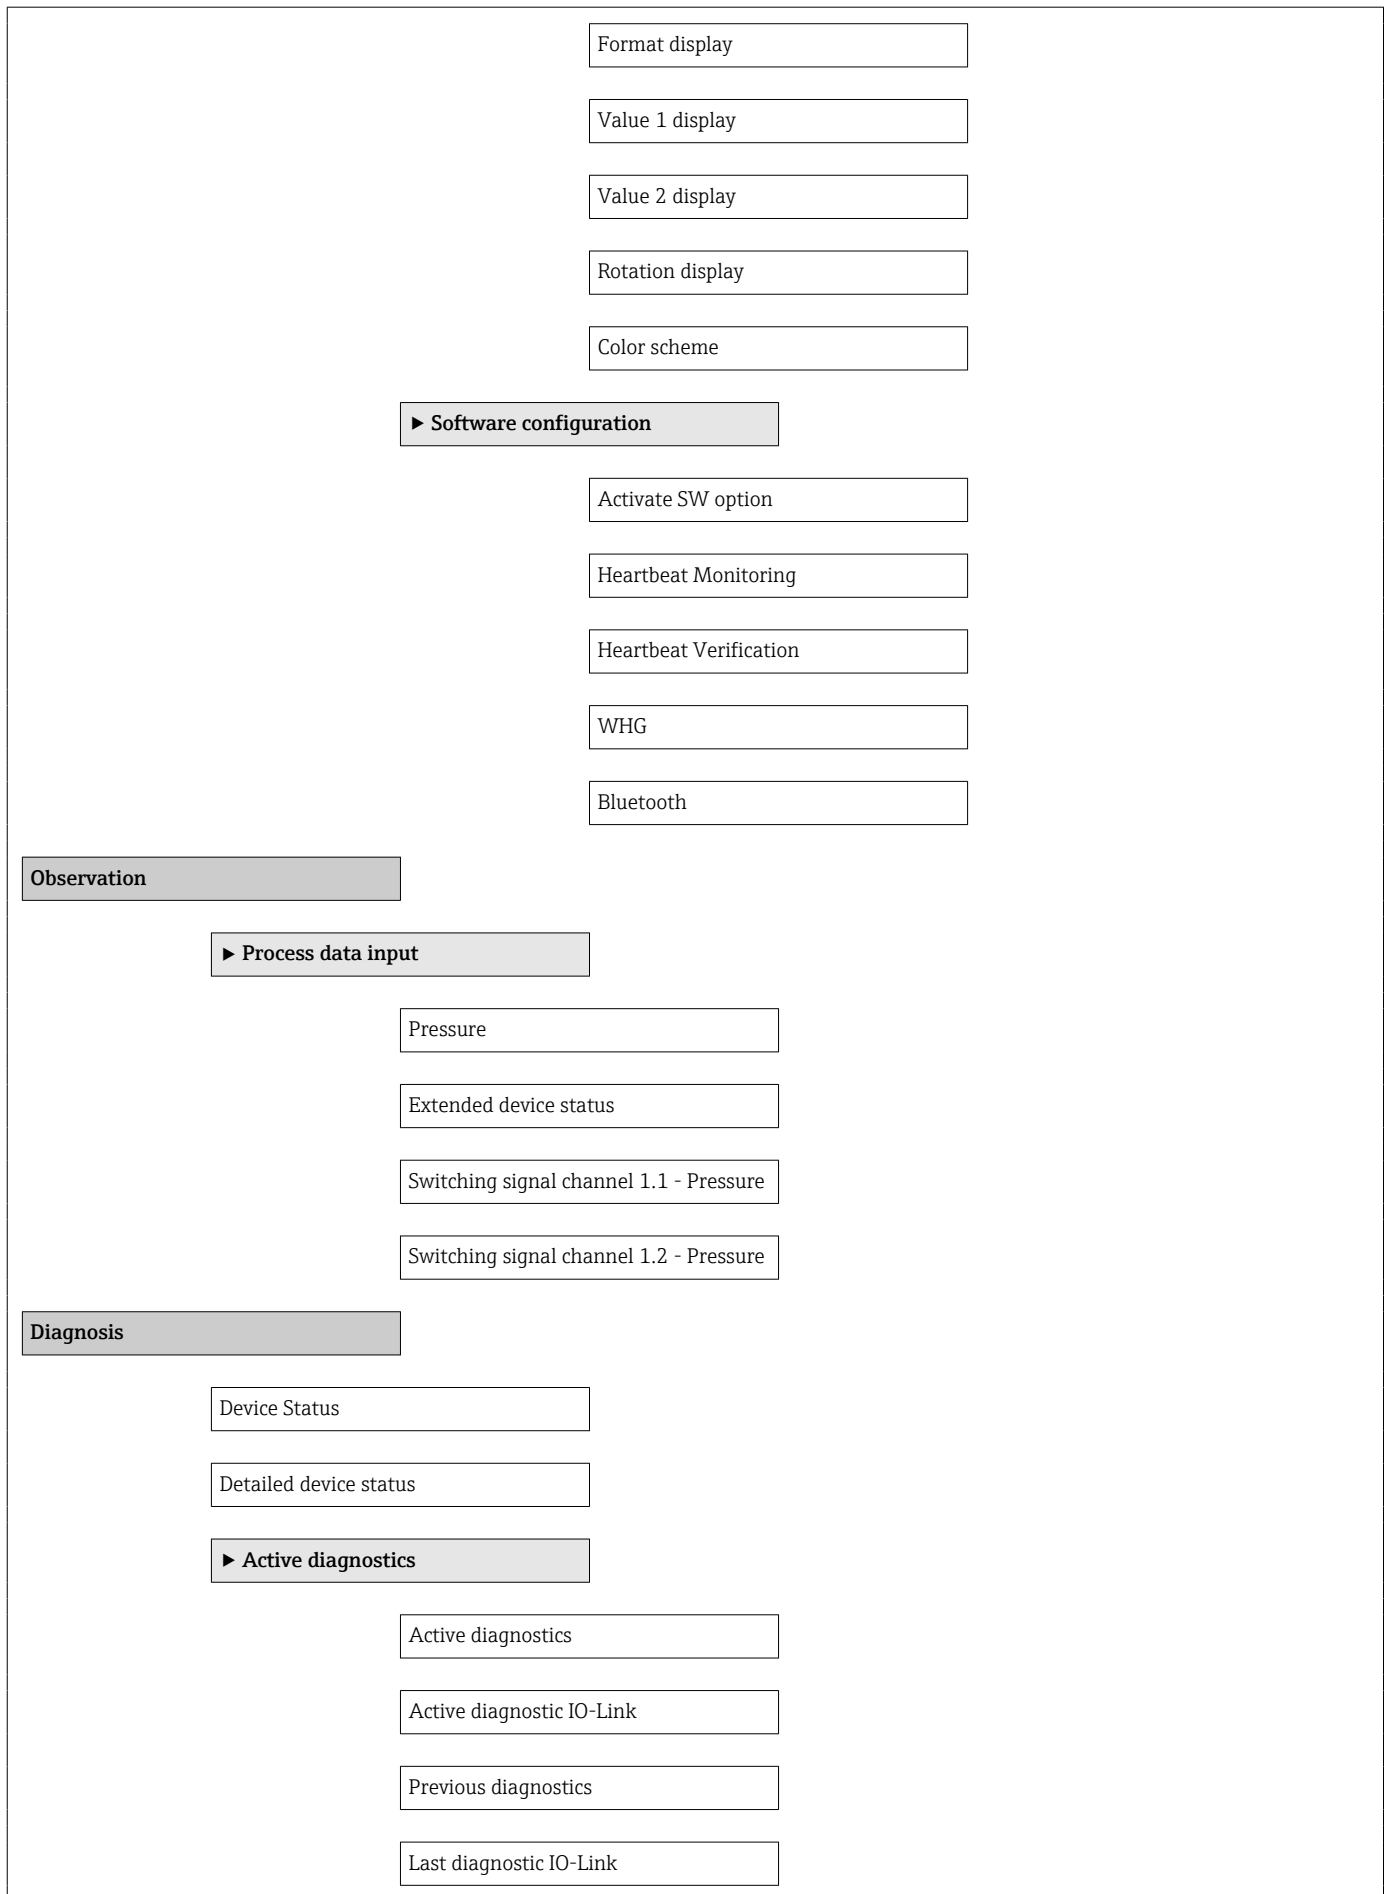 Format display
Value 1 display
Value 2 display
Rotation display
Color scheme
▶ Software configuration
Activate SW option
Heartbeat Monitoring
Heartbeat Verification
WHG
Bluetooth
Observation
▶ Process data input
Pressure
Extended device status
Switching signal channel 1.1 - Pressure
Switching signal channel 1.2 - Pressure
Diagnosis
Device Status
Detailed device status
▶ Active diagnostics
Active diagnostics
Active diagnostic IO-Link
Previous diagnostics
Last diagnostic IO-Link